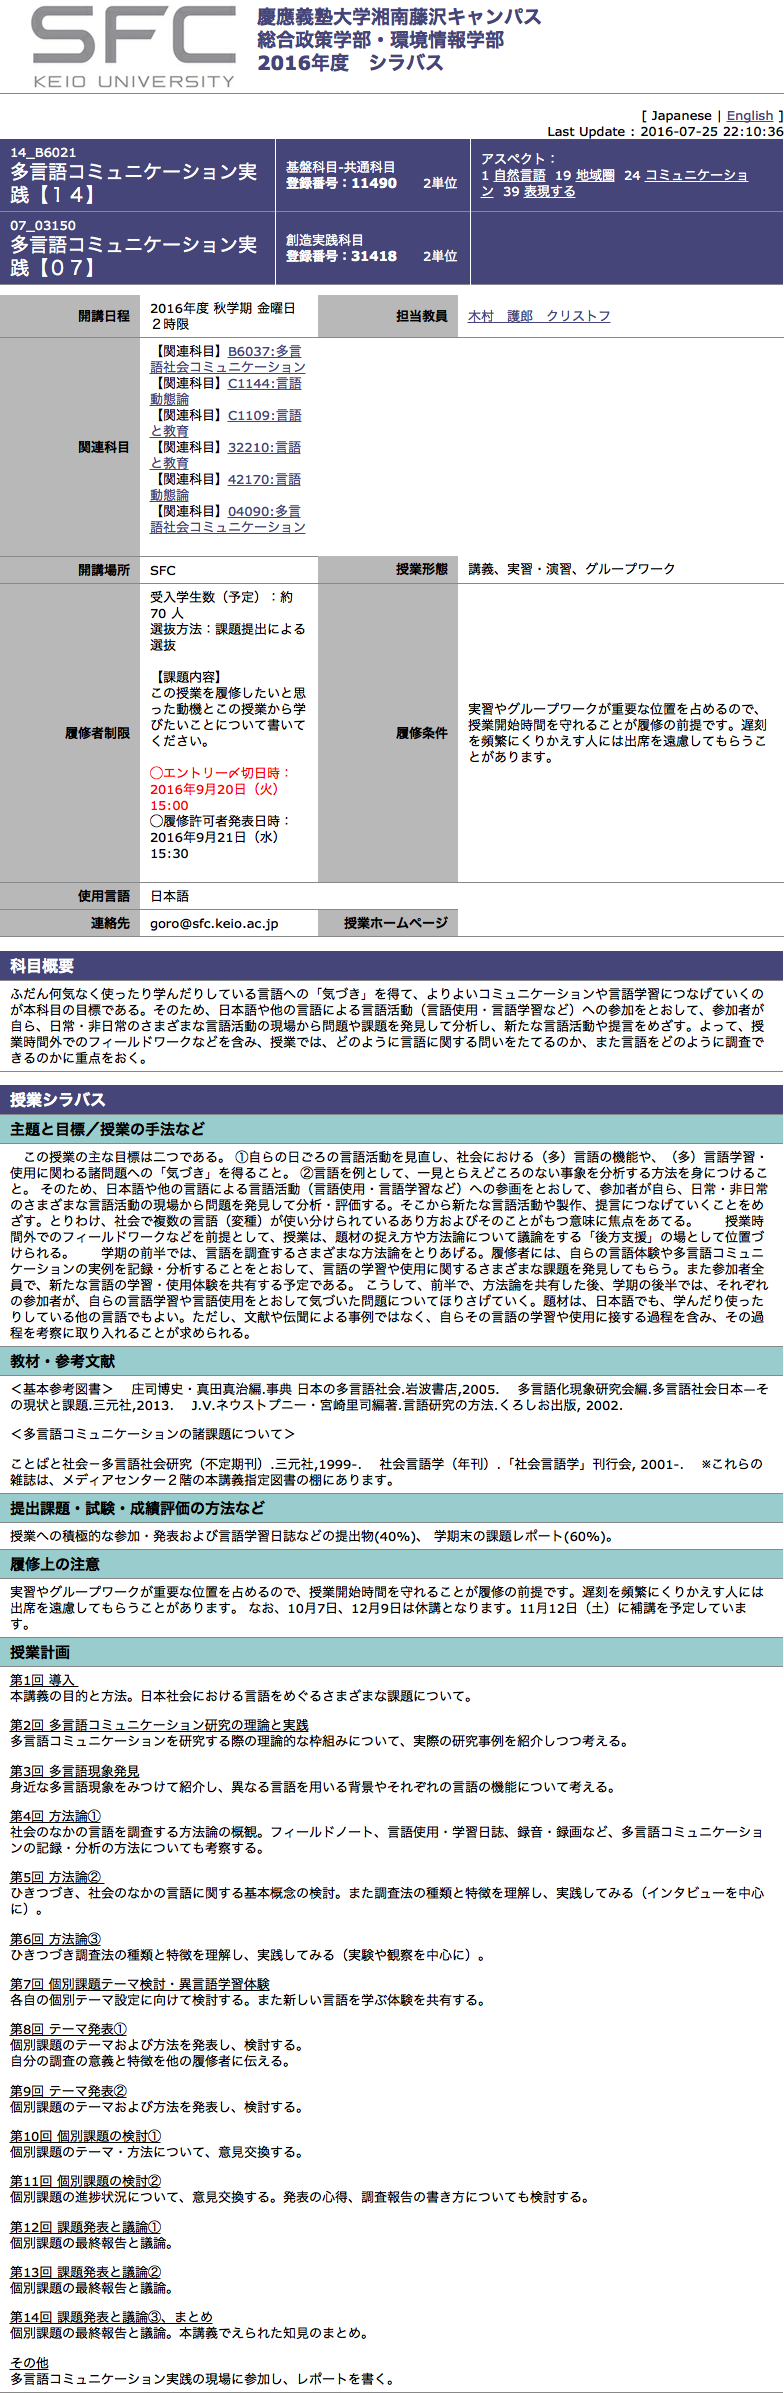 SFC
KEIO UNIVERSITY
慶應義塾大学湘南藤沢キャンパス
総合政策学部・環境情報学部
2016年度　シラバス
[ Japanese | English ]
Last Update : 2016-07-25 22:10:36
14_B6021
多言語コミュニケーション実
践【１４】
基盤科目-共通科目
登録番号：11490　　2単位
アスペクト：
1 自然言語  19 地域圏  24 コミュニケーショ
ン  39 表現する
07_03150
多言語コミュニケーション実
践【０７】
創造実践科目
登録番号：31418　　2単位
開講日程
2016年度 秋学期 金曜日
２時限
担当教員
木村　護郎　クリストフ
関連科目
【関連科目】B6037:多言
語社会コミュニケーション
【関連科目】C1144:言語
動態論
【関連科目】C1109:言語
と教育
【関連科目】32210:言語
と教育
【関連科目】42170:言語
動態論
【関連科目】04090:多言
語社会コミュニケーション
開講場所
SFC
授業形態
講義、実習・演習、グループワーク
履修者制限
受入学生数（予定）：約
70 人
選抜方法：課題提出による
選抜
【課題内容】
この授業を履修したいと思
った動機とこの授業から学
びたいことについて書いて
ください。
◯エントリー〆切日時：
2016年9月20日（火）
15:00
◯履修許可者発表日時：
2016年9月21日（水）
15:30
履修条件
実習やグループワークが重要な位置を占めるので、
授業開始時間を守れることが履修の前提です。遅刻
を頻繁にくりかえす人には出席を遠慮してもらうこ
とがあります。
使用言語
日本語
連絡先
goro@sfc.keio.ac.jp
授業ホームページ
科目概要
ふだん何気なく使ったり学んだりしている言語への「気づき」を得て、よりよいコミュニケーションや言語学習につなげていくの
が本科目の目標である。そのため、日本語や他の言語による言語活動（言語使用・言語学習など）への参加をとおして、参加者が
自ら、日常・非日常のさまざまな言語活動の現場から問題や課題を発見して分析し、新たな言語活動や提言をめざす。よって、授
業時間外でのフィールドワークなどを含み、授業では、どのように言語に関する問いをたてるのか、また言語をどのように調査で
きるのかに重点をおく。
授業シラバス
主題と目標／授業の手法など
　この授業の主な目標は二つである。 ①自らの日ごろの言語活動を見直し、社会における（多）言語の機能や、（多）言語学習・
使用に関わる諸問題への「気づき」を得ること。 ②言語を例として、一見とらえどころのない事象を分析する方法を身につけるこ
と。 そのため、日本語や他の言語による言語活動（言語使用・言語学習など）への参画をとおして、参加者が自ら、日常・非日常
のさまざまな言語活動の現場から問題を発見して分析・評価する。そこから新たな言語活動や製作、提言につなげていくことをめ
ざす。とりわけ、社会で複数の言語（変種）が使い分けられているあり方およびそのことがもつ意味に焦点をあてる。　　授業時
間外でのフィールドワークなどを前提として、授業は、題材の捉え方や方法論について議論をする「後方支援」の場として位置づ
けられる。　　学期の前半では、言語を調査するさまざまな方法論をとりあげる。履修者には、自らの言語体験や多言語コミュニ
ケーションの実例を記録・分析することをとおして、言語の学習や使用に関するさまざまな課題を発見してもらう。また参加者全
員で、新たな言語の学習・使用体験を共有する予定である。 こうして、前半で、方法論を共有した後、学期の後半では、それぞれ
の参加者が、自らの言語学習や言語使用をとおして気づいた問題についてほりさげていく。題材は、日本語でも、学んだり使った
りしている他の言語でもよい。ただし、文献や伝聞による事例ではなく、自らその言語の学習や使用に接する過程を含み、その過
程を考察に取り入れることが求められる。
教材・参考文献
＜基本参考図書＞　庄司博史・真田真治編.事典 日本の多言語社会.岩波書店,2005.　多言語化現象研究会編.多言語社会日本―そ
の現状と課題.三元社,2013.　J.V.ネウストプニー・宮崎里司編著.言語研究の方法.くろしお出版, 2002.
＜多言語コミュニケーションの諸課題について＞
ことばと社会－多言語社会研究（不定期刊）.三元社,1999-.　社会言語学（年刊）.「社会言語学」刊行会, 2001-.　※これらの
雑誌は、メディアセンター２階の本講義指定図書の棚にあります。
提出課題・試験・成績評価の方法など
授業への積極的な参加・発表および言語学習日誌などの提出物(40%)、 学期末の課題レポート(60%)。
履修上の注意
実習やグループワークが重要な位置を占めるので、授業開始時間を守れることが履修の前提です。遅刻を頻繁にくりかえす人には
出席を遠慮してもらうことがあります。 なお、10月7日、12月9日は休講となります。11月12日（土）に補講を予定していま
す。
授業計画
第1回 導入
本講義の目的と方法。日本社会における言語をめぐるさまざまな課題について。
第2回 多言語コミュニケーション研究の理論と実践
多言語コミュニケーションを研究する際の理論的な枠組みについて、実際の研究事例を紹介しつつ考える。
第3回 多言語現象発見
身近な多言語現象をみつけて紹介し、異なる言語を用いる背景やそれぞれの言語の機能について考える。
第4回 方法論①
社会のなかの言語を調査する方法論の概観。フィールドノート、言語使用・学習日誌、録音・録画など、多言語コミュニケーショ
ンの記録・分析の方法についても考察する。
第5回 方法論②
ひきつづき、社会のなかの言語に関する基本概念の検討。また調査法の種類と特徴を理解し、実践してみる（インタビューを中心
に）。
第6回 方法論③
ひきつづき調査法の種類と特徴を理解し、実践してみる（実験や観察を中心に）。
第7回 個別課題テーマ検討・異言語学習体験
各自の個別テーマ設定に向けて検討する。また新しい言語を学ぶ体験を共有する。
第8回 テーマ発表①
個別課題のテーマおよび方法を発表し、検討する。
自分の調査の意義と特徴を他の履修者に伝える。
第9回 テーマ発表②
個別課題のテーマおよび方法を発表し、検討する。
第10回 個別課題の検討①
個別課題のテーマ・方法について、意見交換する。
第11回 個別課題の検討②
個別課題の進捗状況について、意見交換する。発表の心得、調査報告の書き方についても検討する。
第12回 課題発表と議論①
個別課題の最終報告と議論。
第13回 課題発表と議論②
個別課題の最終報告と議論。
第14回 課題発表と議論③、まとめ
個別課題の最終報告と議論。本講義でえられた知見のまとめ。
その他
多言語コミュニケーション実践の現場に参加し、レポートを書く。